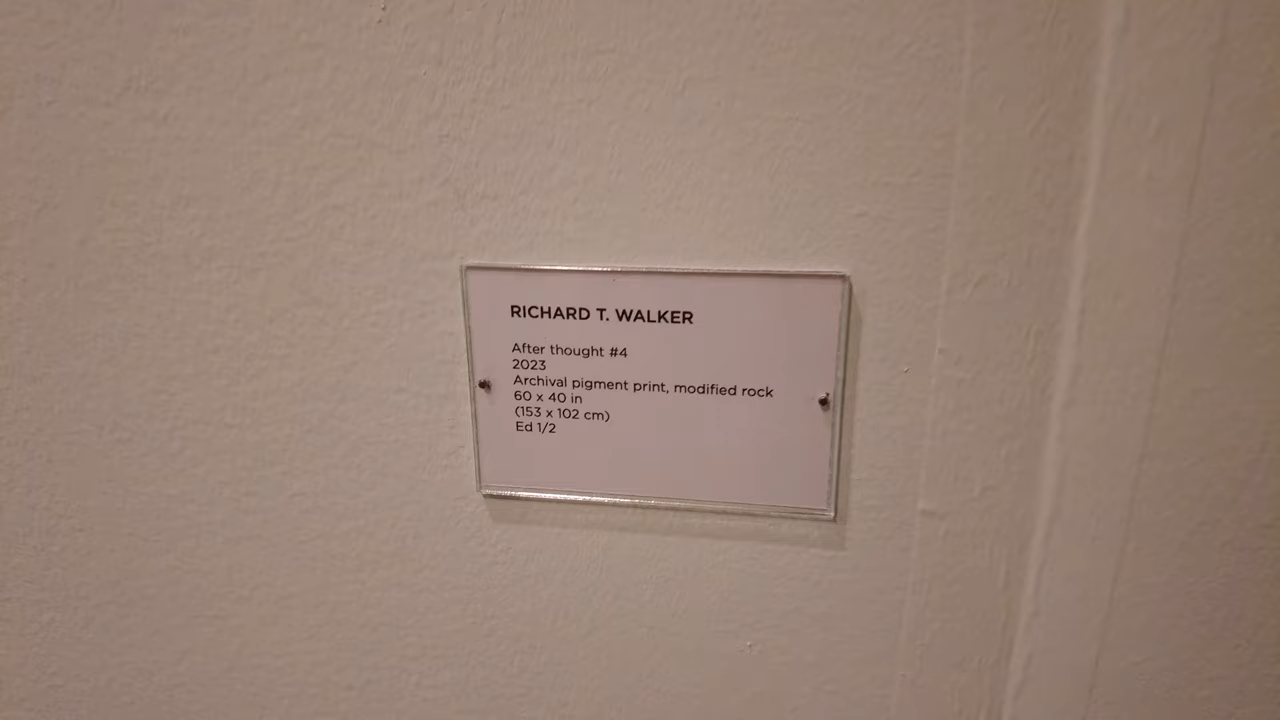 RICHARD T. WALKER
After thought #4
2023
Archival pigment print, modified rock
60 x 40 in
(153 x 102 cm)
Ed 1/2